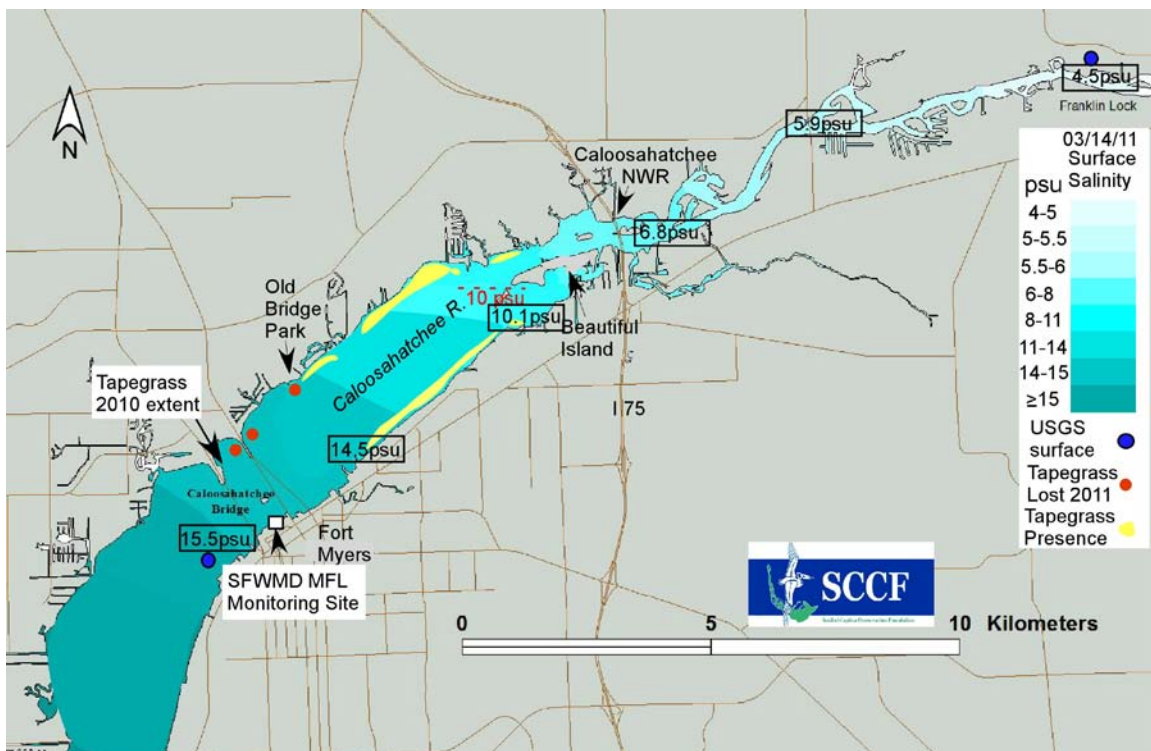 4.5psu
Franklin Lock
5.9psu
N
Caloosahatchee
NWR
6.8psu
10 psu
10.1psu
Beautiful
Island
Caloosahatchee R.
Old
Bridge
Park
Tapegrass
2010 extent
14.5psu
I 75
Caloosahatchee
Bridge
15.5psu
Fort
Myers
SFWMD MFL
Monitoring Site
03/14/11
Surface
Salinity
psu
4-5
5-5.5
5.5-6
6-8
8-11
11-14
14-15
≥15
USGS
surface
Tapegrass
Lost 2011
Tapegrass
Presence
SCCF
0 5 10 Kilometers